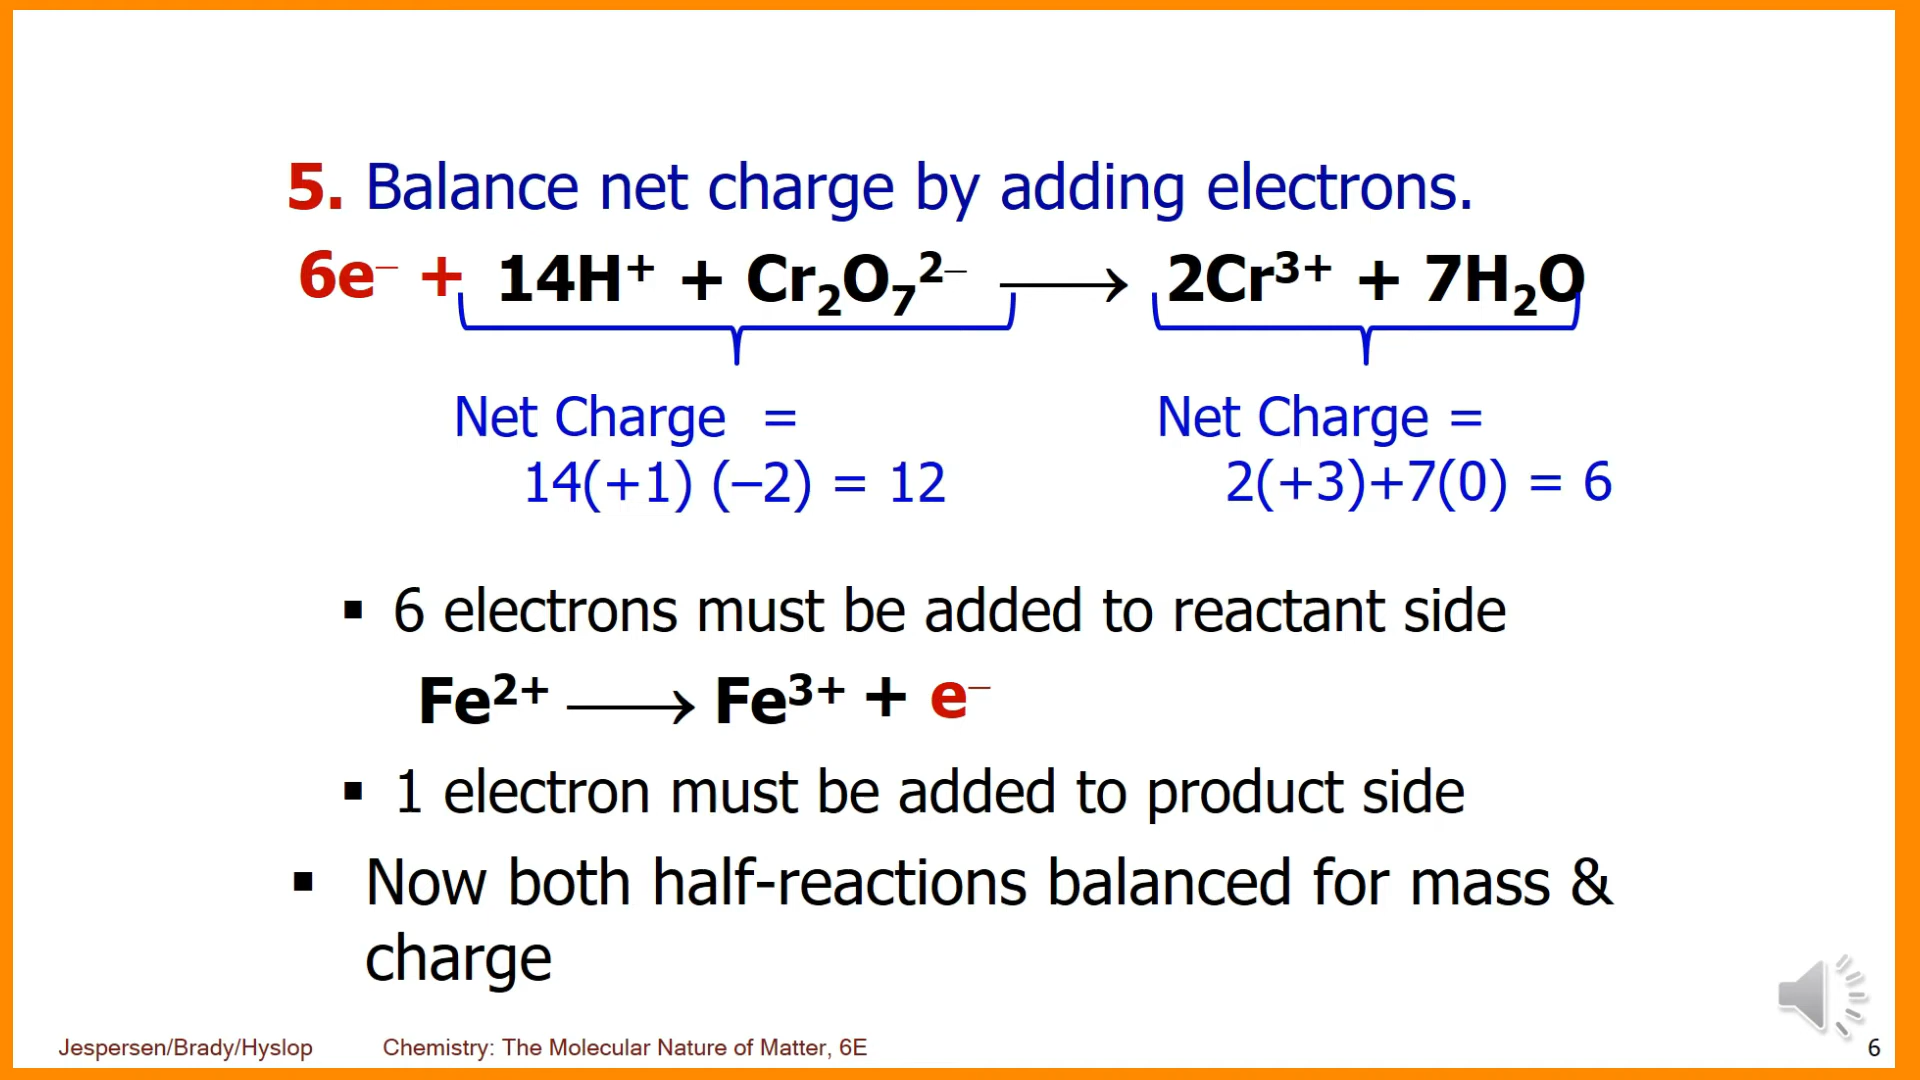 5. Balance net charge by adding electrons.
6e⁻ + 14H⁺ + Cr₂O₇²⁻ ⟶ 2Cr³⁺ + 7H₂O
Net Charge = Net Charge =
14(+1) (–2) = 12 2(+3)+7(0) = 6
▪ 6 electrons must be added to reactant side
Fe²⁺ ⟶ Fe³⁺ + e⁻
▪ 1 electron must be added to product side
▪ Now both half-reactions balanced for mass &
charge
Jespersen/Brady/Hyslop Chemistry: The Molecular Nature of Matter, 6E 6